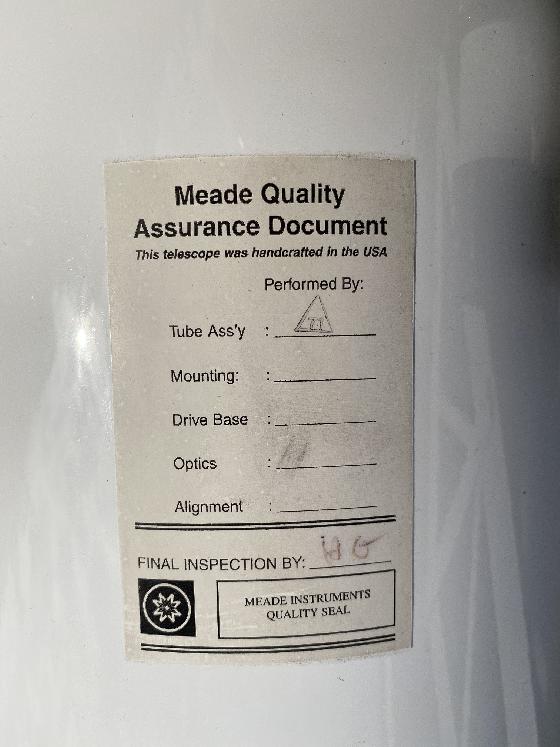 Meade Quality
Assurance Document
This telescope was handcrafted in the USA
Performed By:
Tube Ass'y :
Mounting: :
Drive Base :
Optics :
Alignment :
FINAL INSPECTION BY:
MEADE INSTRUMENTS
QUALITY SEAL